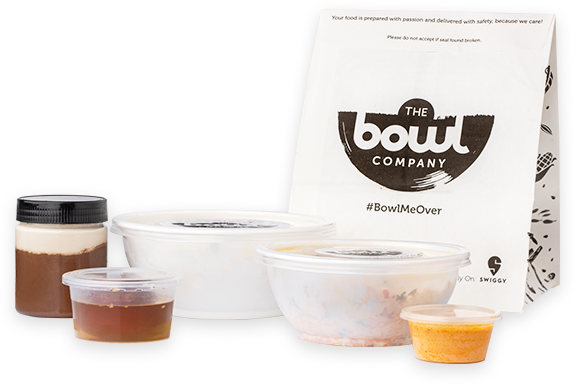 Your food is prepared with passion and delivered with safety, because we care!
Please do not accept if seal found broken.
THE
bowl
COMPANY
#BowlMeOver
On: SWIGGY